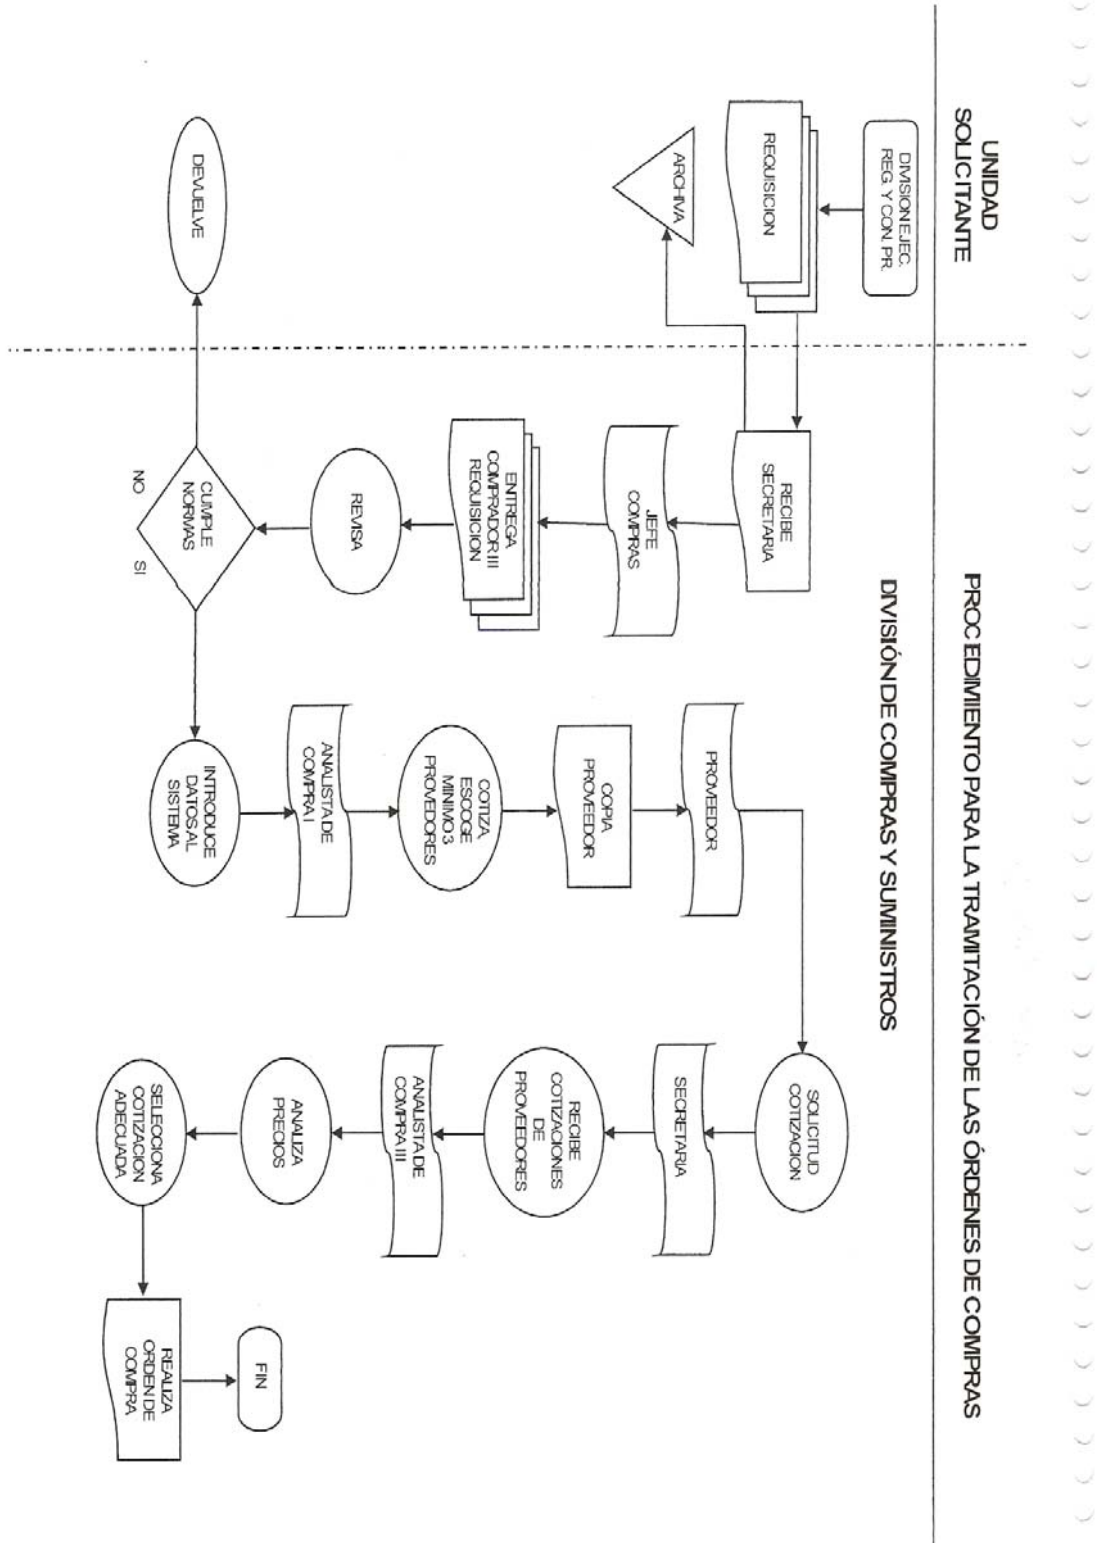 PROCEDIMIENTO PARA LA TRAMITACIÓN DE LAS ÓRDENES DE COMPRAS
UNIDAD
SOLICITANTE
DIVISIÓN DE COMPRAS Y SUMINISTROS
DIVISION EJEC.
REG. Y CON. PR.
REQUISICION
ARCHIVA
DEVUELVE
RECIBE
SECRETARIA
JEFE
COMPRAS
ENTREGA
COMPRADOR III
REQUISICION
REVISA
CUMPLE
NORMAS
NO
SI
INTRODUCE
DATOS AL
SISTEMA
ANALISTA DE
COMPRA I
COTIZA,
ESCOGE
MINIMO 3
PROVEDORES
COPIA
PROVEEDOR
PROVEEDOR
SOLICITUD
COTIZACION
SECRETARIA
RECIBE
COTIZACIONES
DE
PROVEEDORES
ANALISTA DE
COMPRA III
ANALIZA
PRECIOS
SELECCIONA
COTIZACION
ADECUADA
REALIZA
ORDEN DE
COMPRA
FIN